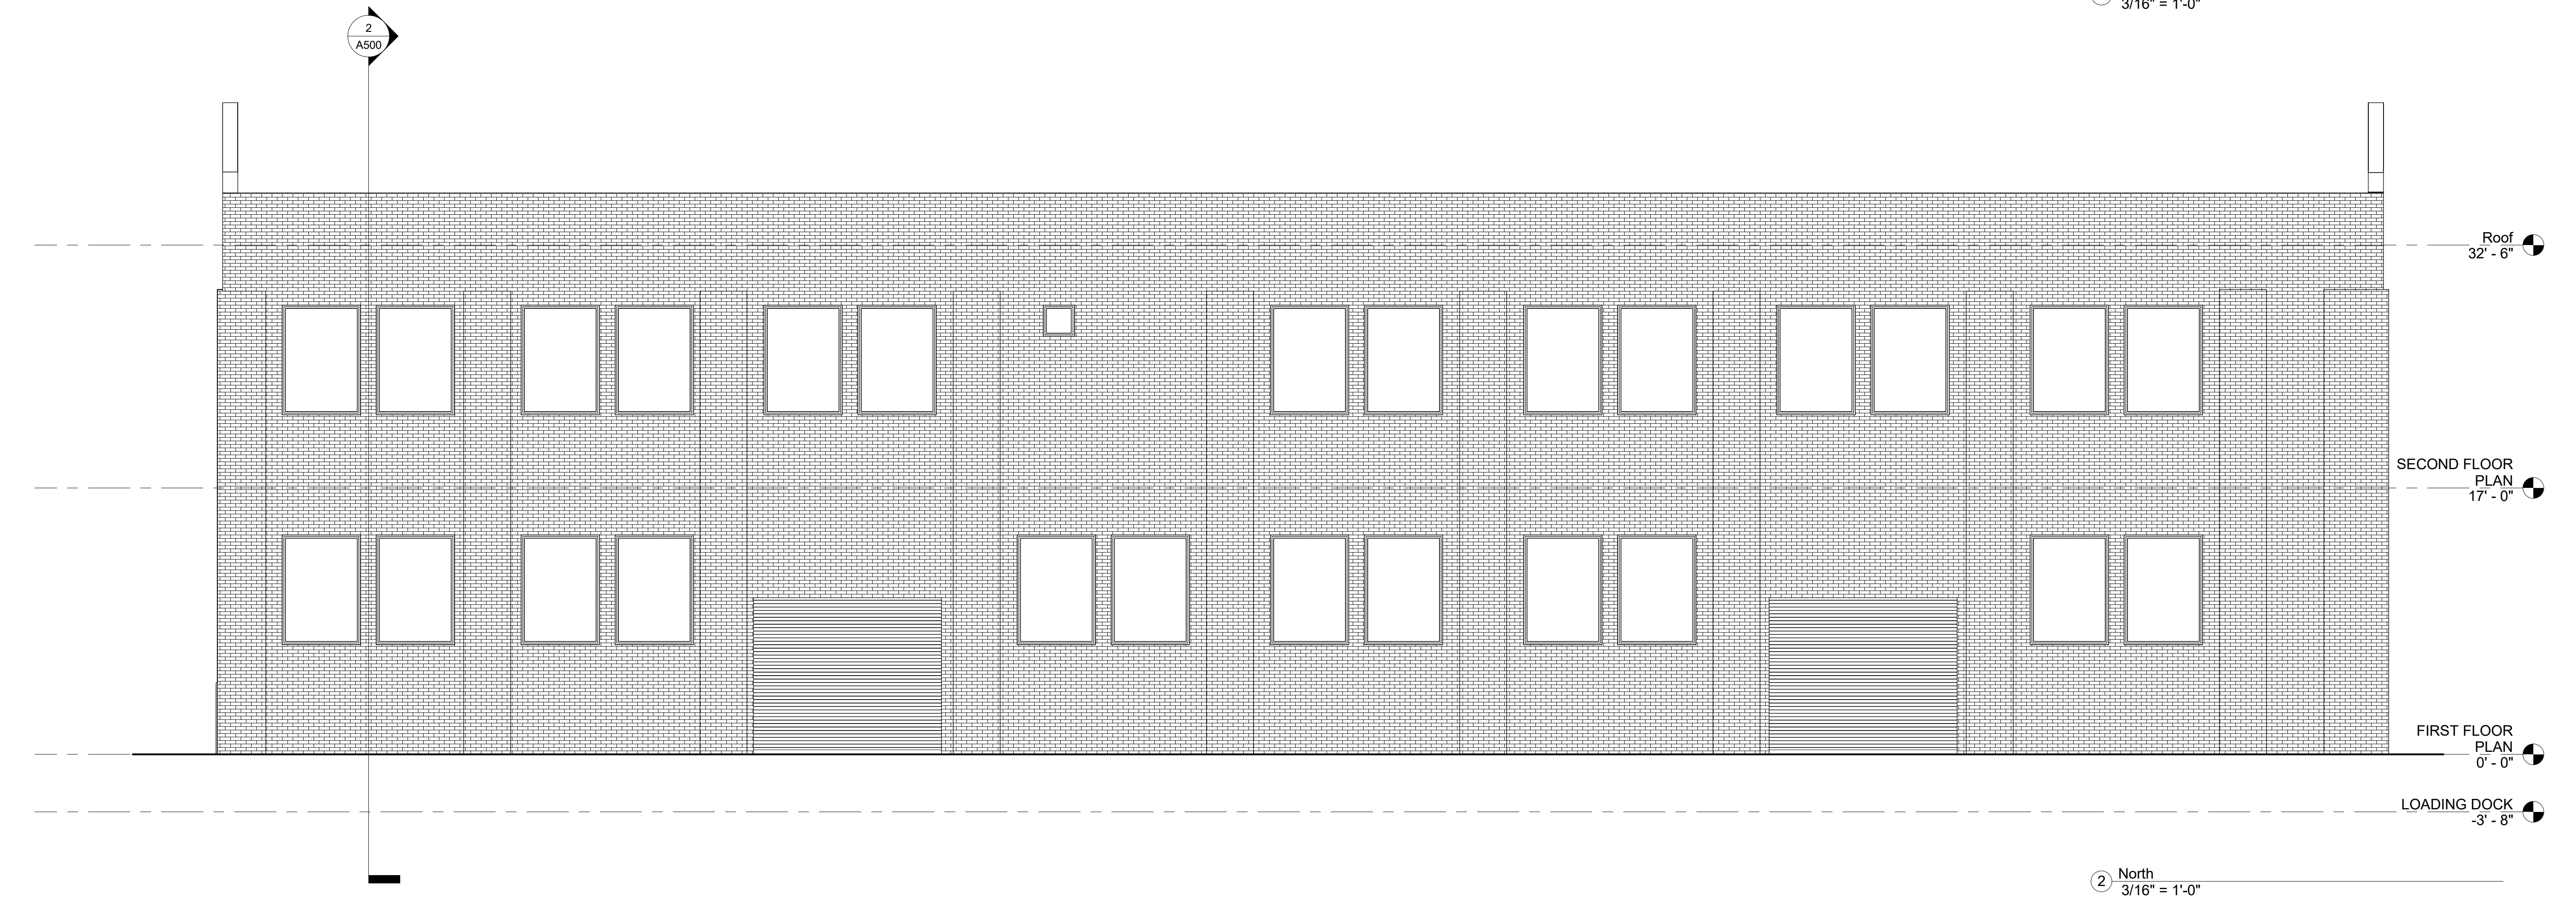 3/16" = 1'-0"
2
A500
Roof
32' - 6"
SECOND FLOOR
PLAN
17' - 0"
FIRST FLOOR
PLAN
0' - 0"
LOADING DOCK
-3' - 8"
2 North
3/16" = 1'-0"